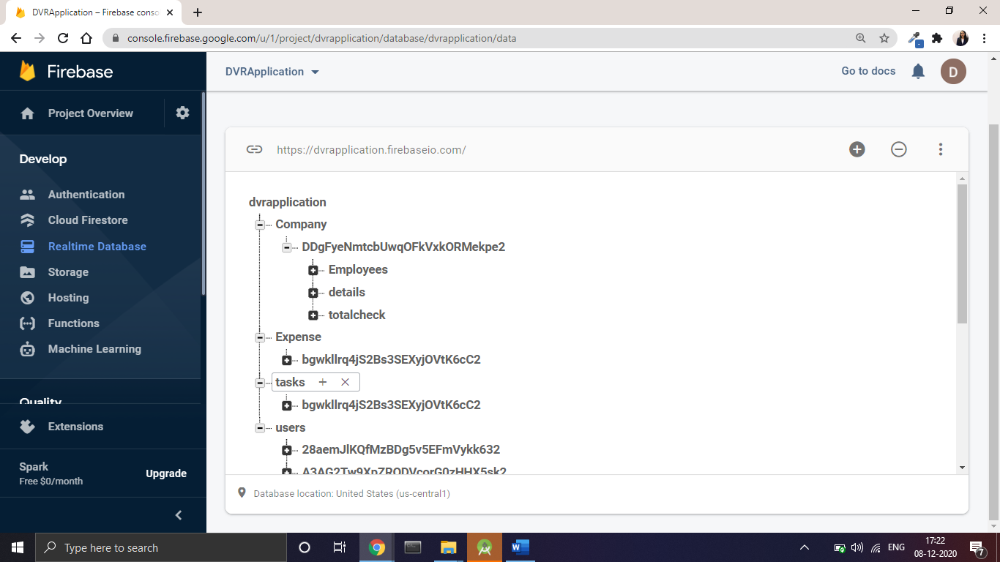 DVRApplication – Firebase conso
console.firebase.google.com/u/1/project/dvrapplication/database/dvrapplication/data
Firebase
DVRApplication
Go to docs
D
Project Overview
Develop
Authentication
Cloud Firestore
Realtime Database
Storage
Hosting
Functions
Machine Learning
Quality
Extensions
Spark
Free $0/month
Upgrade
https://dvrapplication.firebaseio.com/
dvrapplication
Company
DDgFyeNmtcbUwqOFkVxkORMekpe2
Employees
details
totalcheck
Expense
bgwkllrq4jS2Bs3SEXyjOVtK6cC2
tasks
bgwkllrq4jS2Bs3SEXyjOVtK6cC2
users
28aemJlKQfMzBDg5v5EFmVykk632
Database location: United States (us-central1)
Type here to search
ENG
17:22
08-12-2020
7